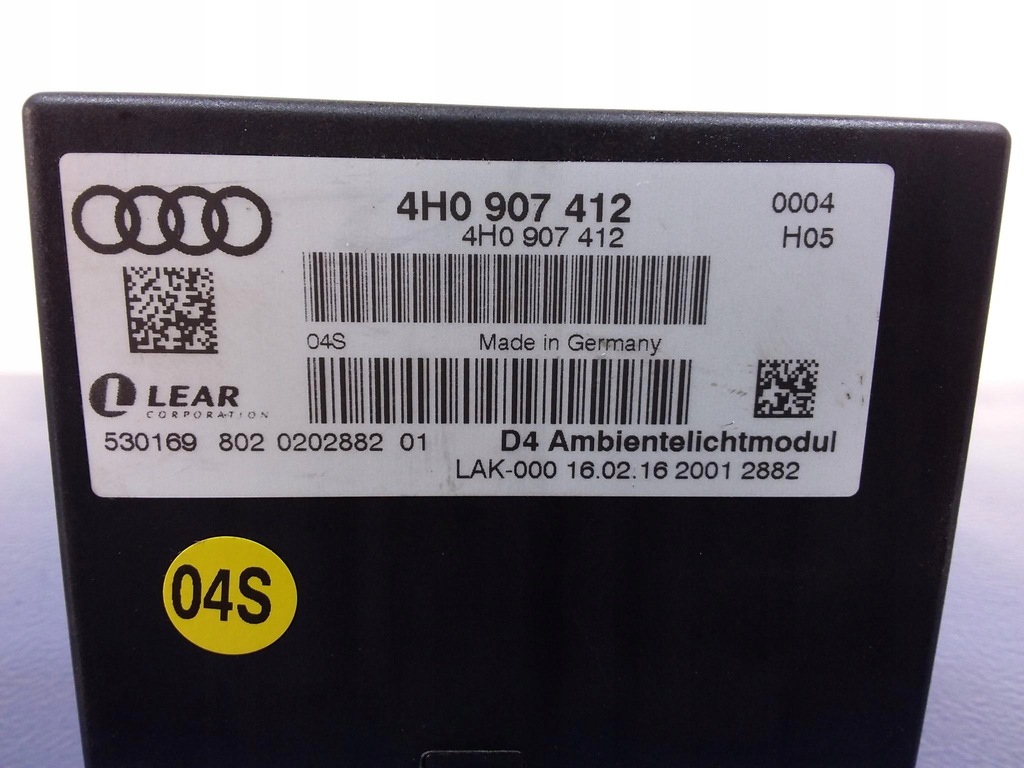 4H0 907 412 0004
4H0 907 412 H05
04S Made in Germany
LEAR
CORPORATION
530169 802 0202882 01 D4 Ambientelichtmodul
LAK-000 16.02.16 2001 2882
04S